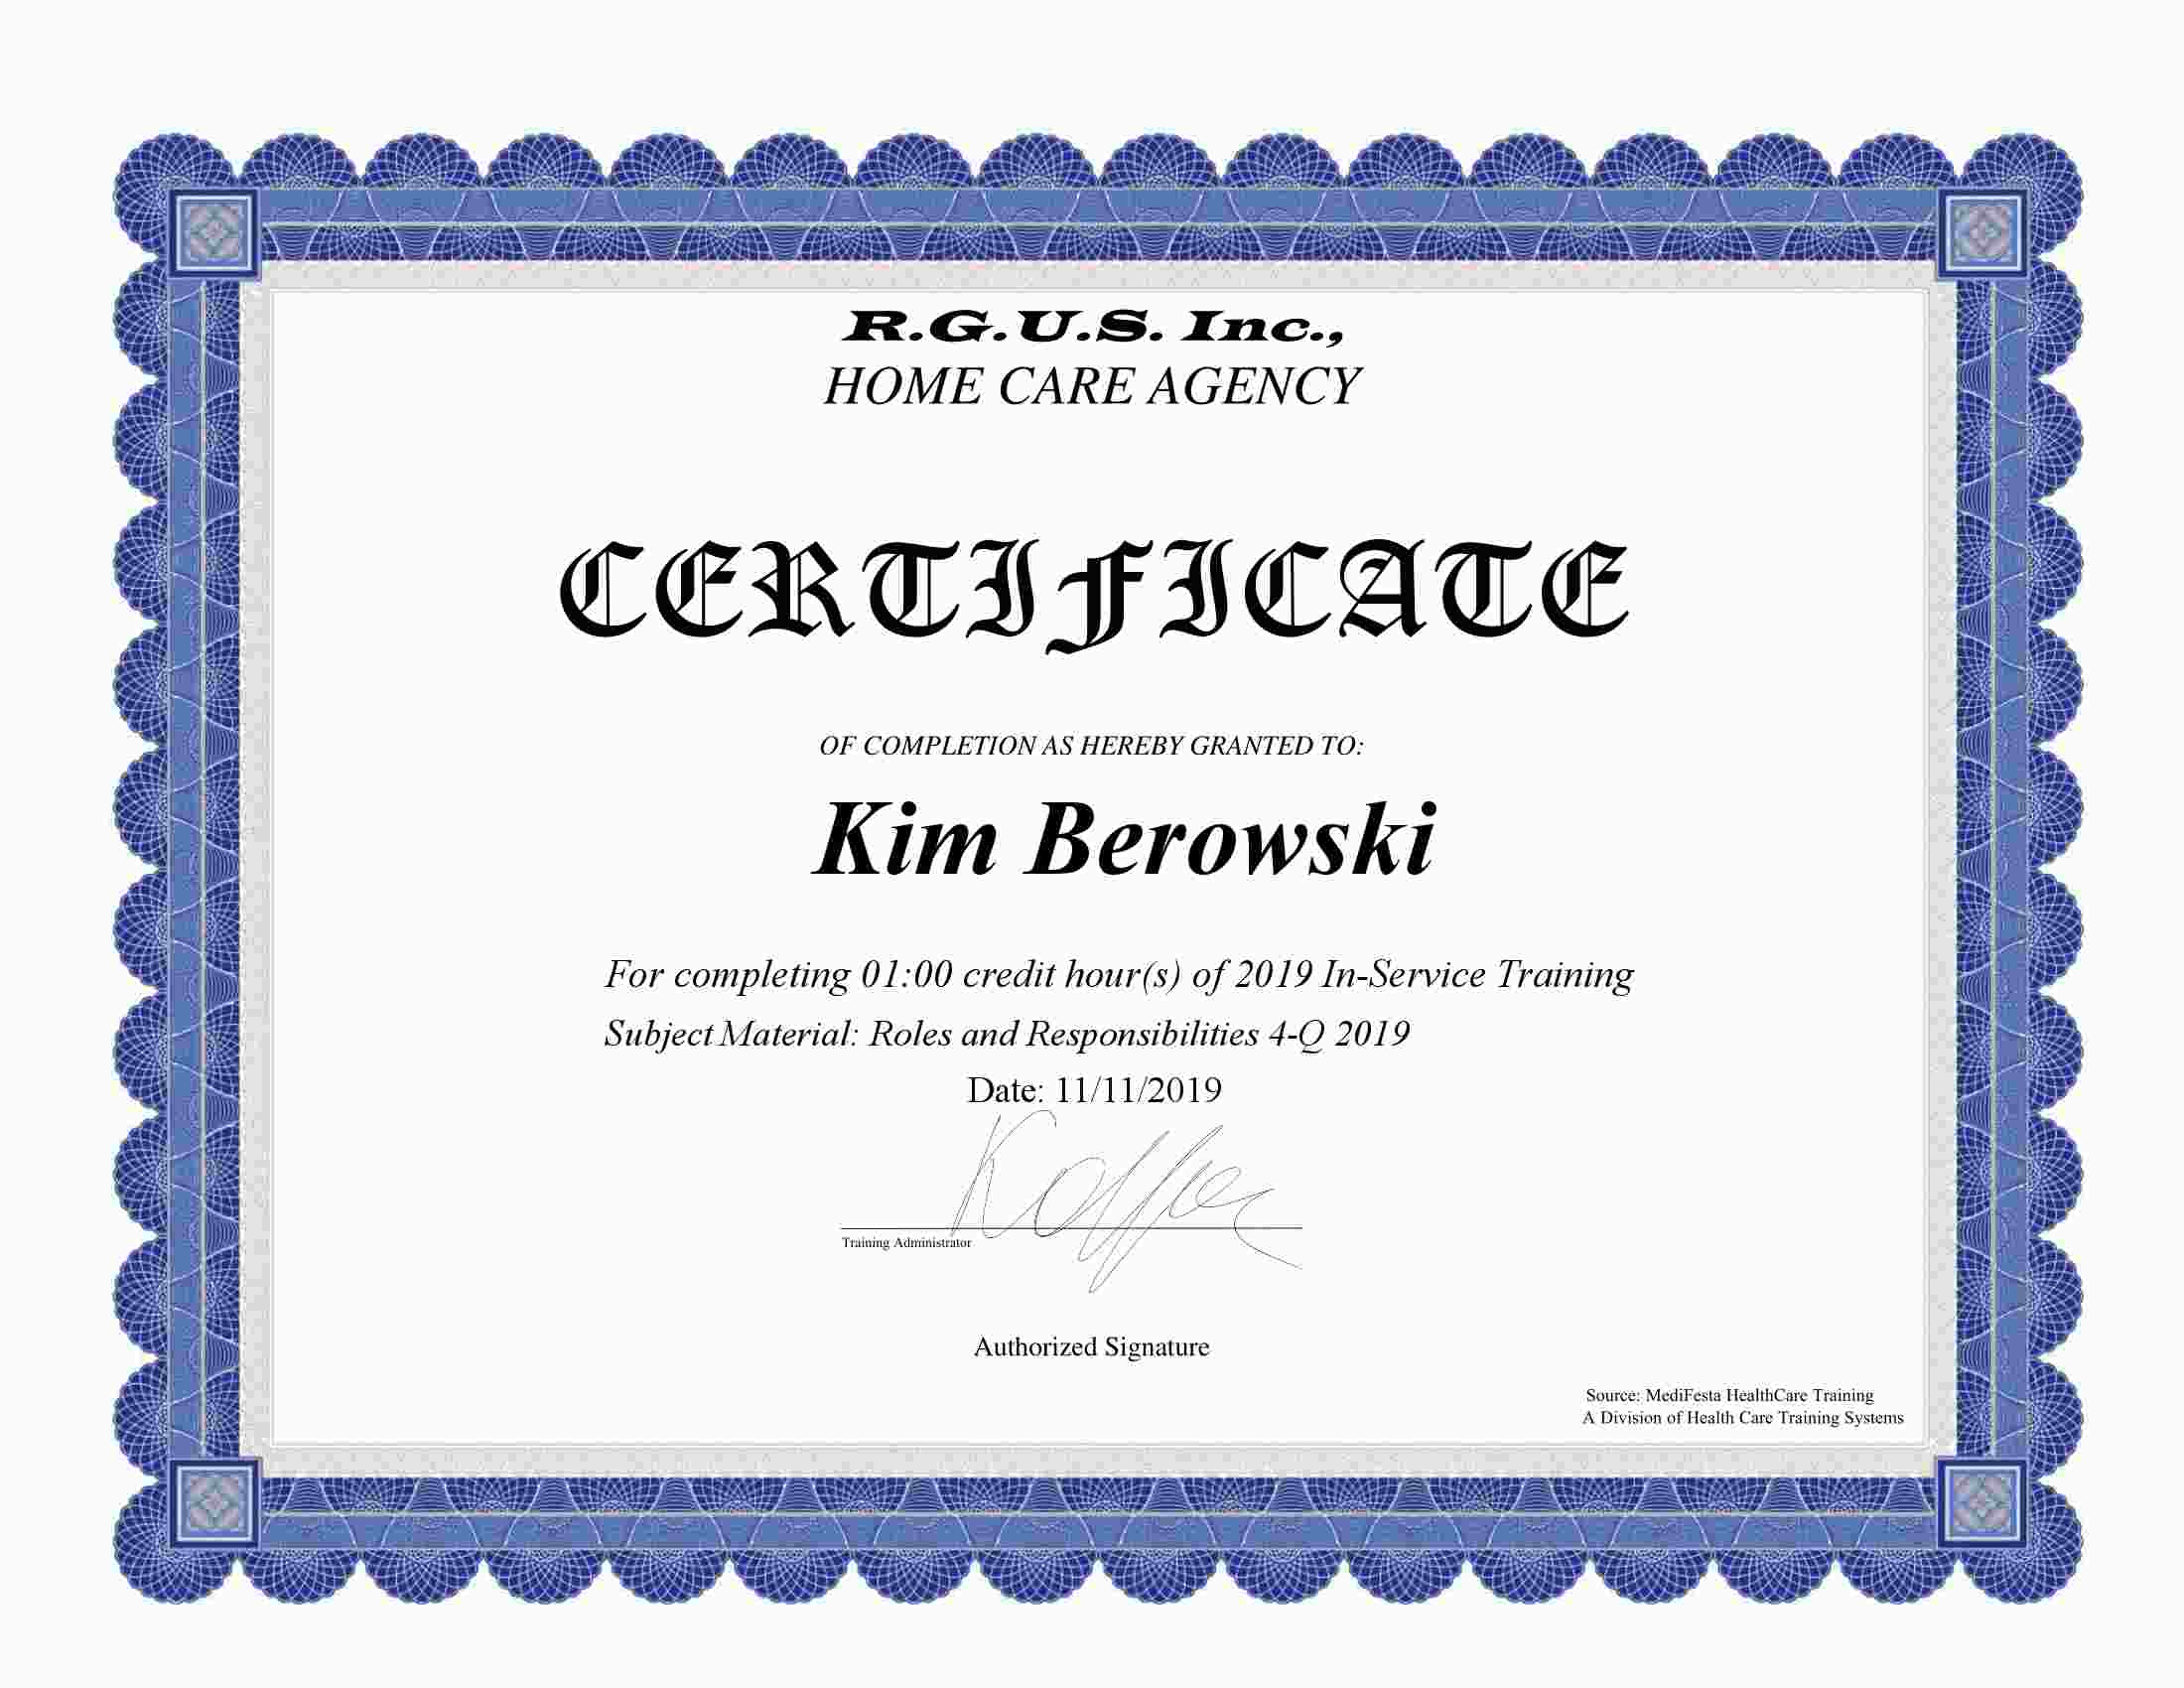 R.G.U.S. Inc.,
HOME CARE AGENCY
CERTIFICATE
OF COMPLETION AS HEREBY GRANTED TO:
Kim Berowski
For completing 01:00 credit hour(s) of 2019 In-Service Training
Subject Material: Roles and Responsibilities 4-Q 2019
Date: 11/11/2019
Training Administrator
Authorized Signature
Source: MediFesta HealthCare Training
A Division of Health Care Training Systems